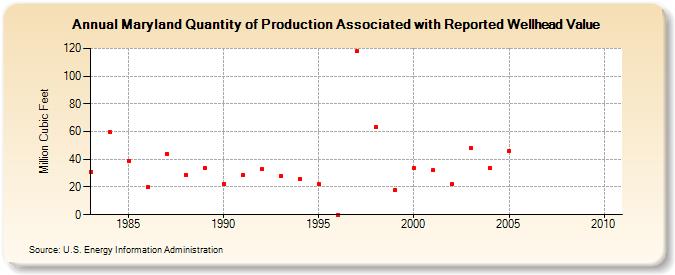 Annual Maryland Quantity of Production Associated with Reported Wellhead Value
Million Cubic Feet
120
100
80
60
40
20
0
1985 1990 1995 2000 2005 2010
Source: U.S. Energy Information Administration